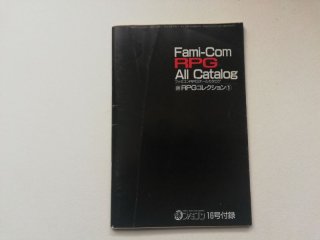 Fami-Com
RPG
All Catalog
ファミコンRPGオールカタログ
RPGコレクション1
16号付録